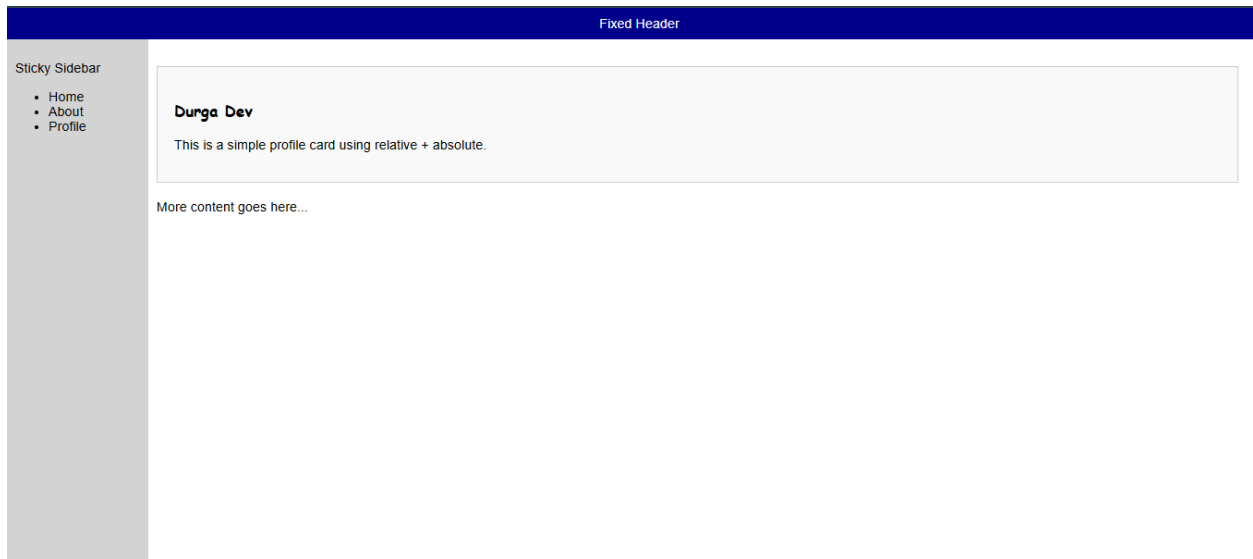 Fixed Header
Sticky Sidebar
Home
About
Profile
Durga Dev
This is a simple profile card using relative + absolute.
More content goes here...